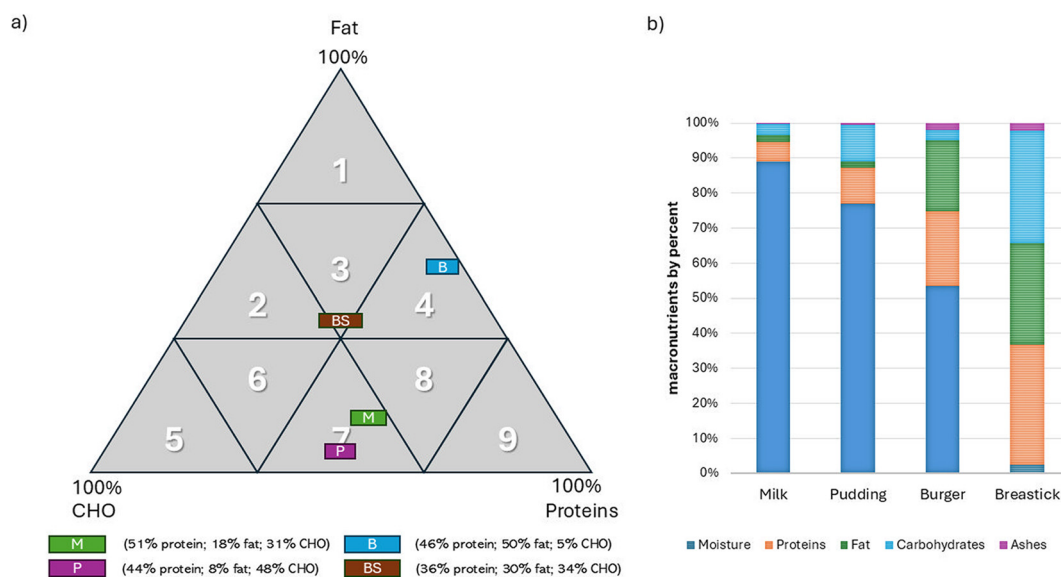 a)
Fat
100%
1
2
3
B
4
BS
5
6
M
7
P
8
9
100%
CHO
100%
Proteins
M (51% protein; 18% fat; 31% CHO)
B (46% protein; 50% fat; 5% CHO)
P (44% protein; 8% fat; 48% CHO)
BS (36% protein; 30% fat; 34% CHO)
b)
macronutrients by percent
100%
90%
80%
70%
60%
50%
40%
30%
20%
10%
0%
Milk Pudding Burger Breastick
Moisture Proteins Fat Carbohydrates Ashes